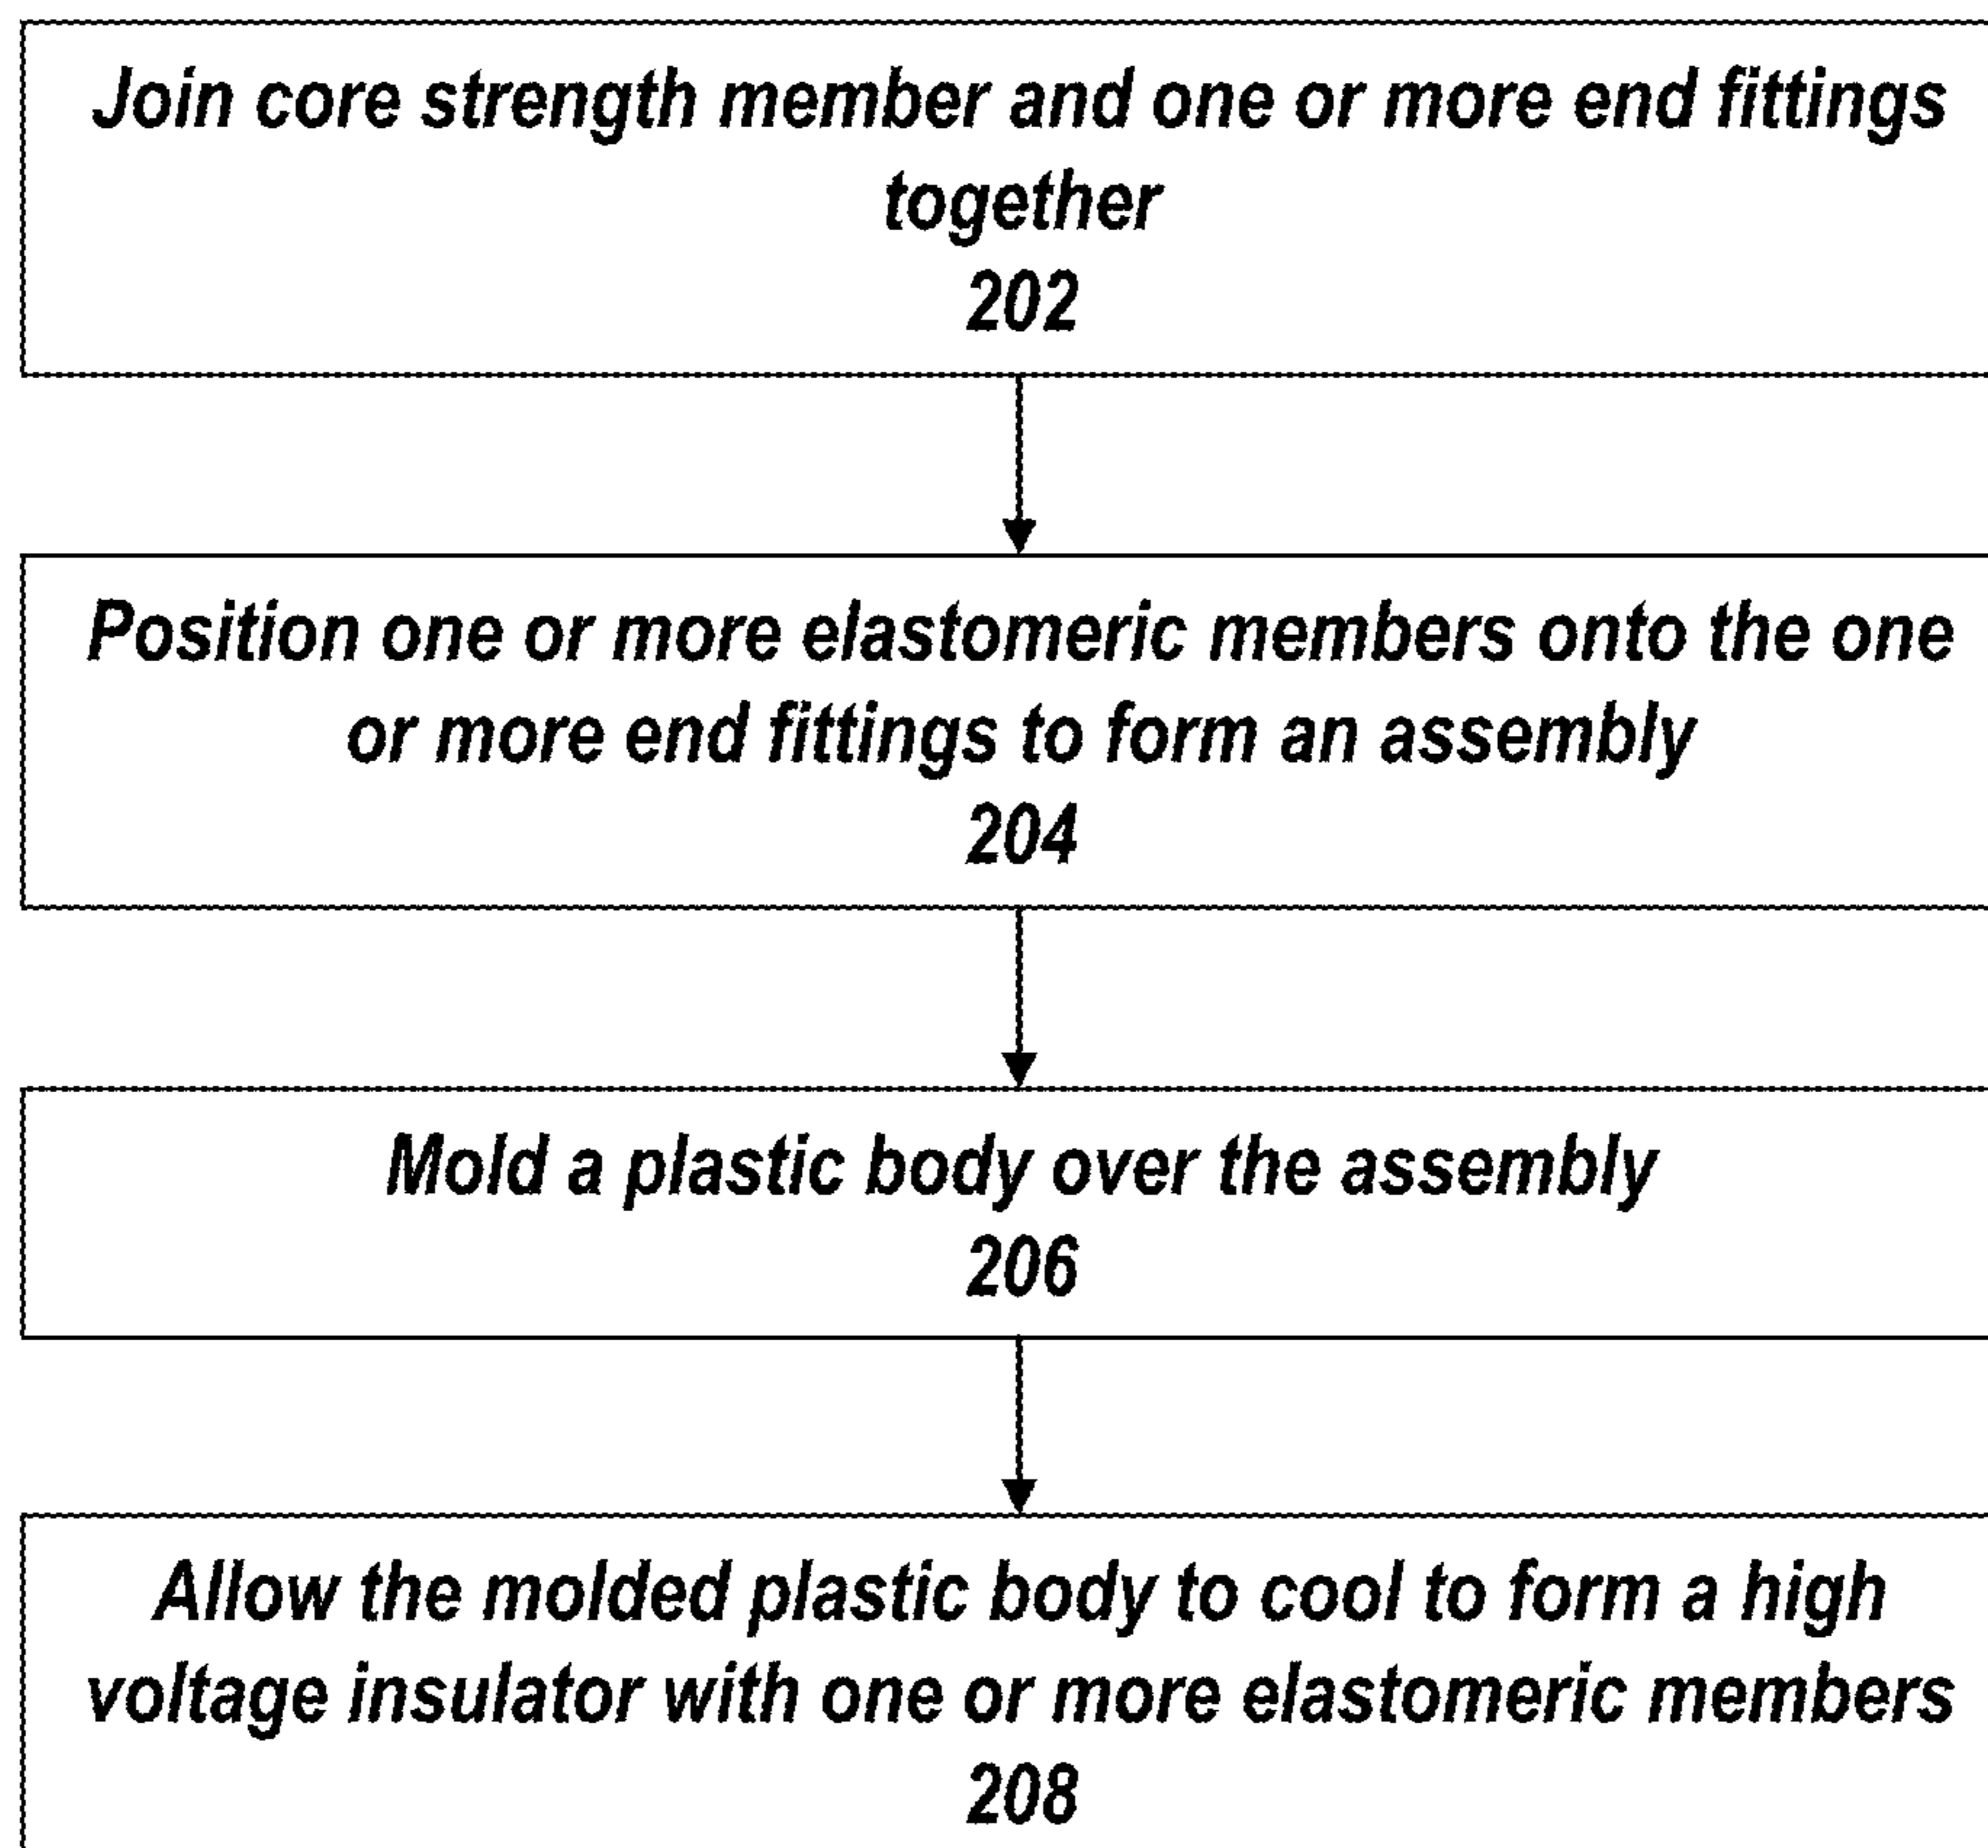 Join core strength member and one or more end fittings
together
202
Position one or more elastomeric members onto the one
or more end fittings to form an assembly
204
Mold a plastic body over the assembly
206
Allow the molded plastic body to cool to form a high
voltage insulator with one or more elastomeric members
208